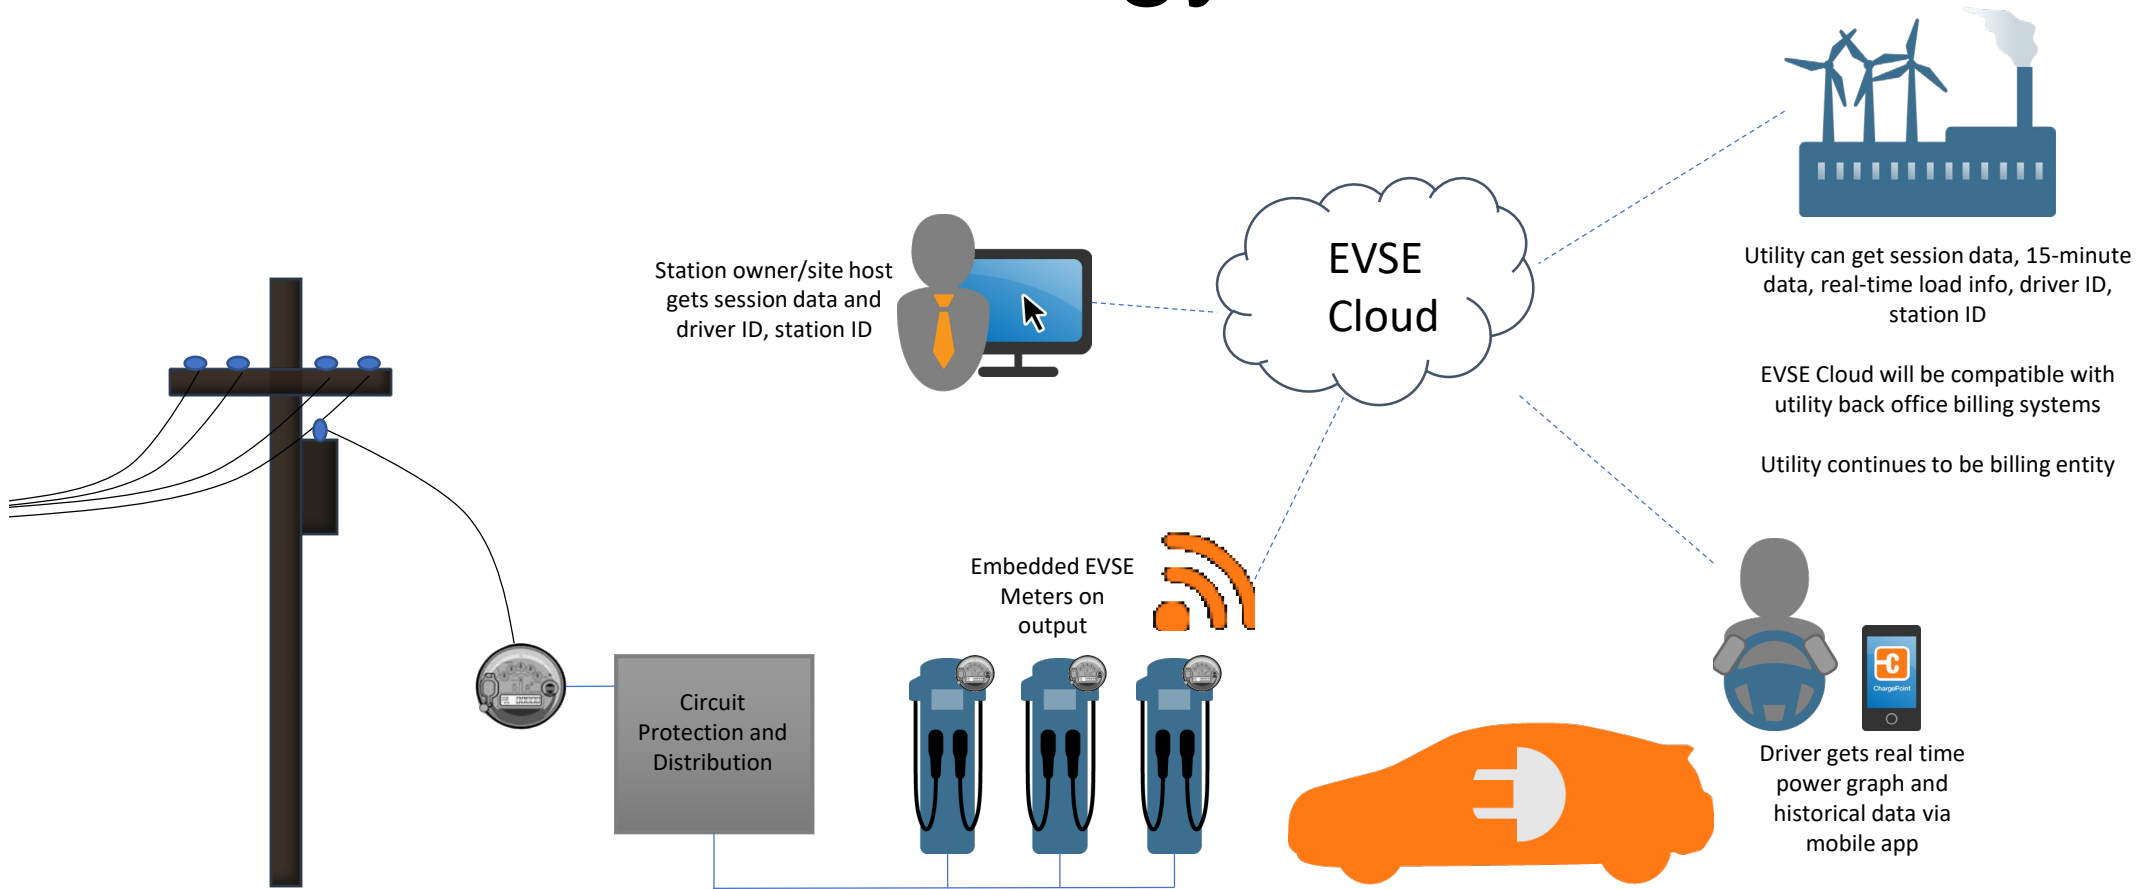 Station owner/site host
gets session data and
driver ID, station ID
EVSE
Cloud
Utility can get session data, 15-minute
data, real-time load info, driver ID,
station ID
EVSE Cloud will be compatible with
utility back office billing systems
Utility continues to be billing entity
Embedded EVSE
Meters on
output
Circuit
Protection and
Distribution
ChargePoint
Driver gets real time
power graph and
historical data via
mobile app